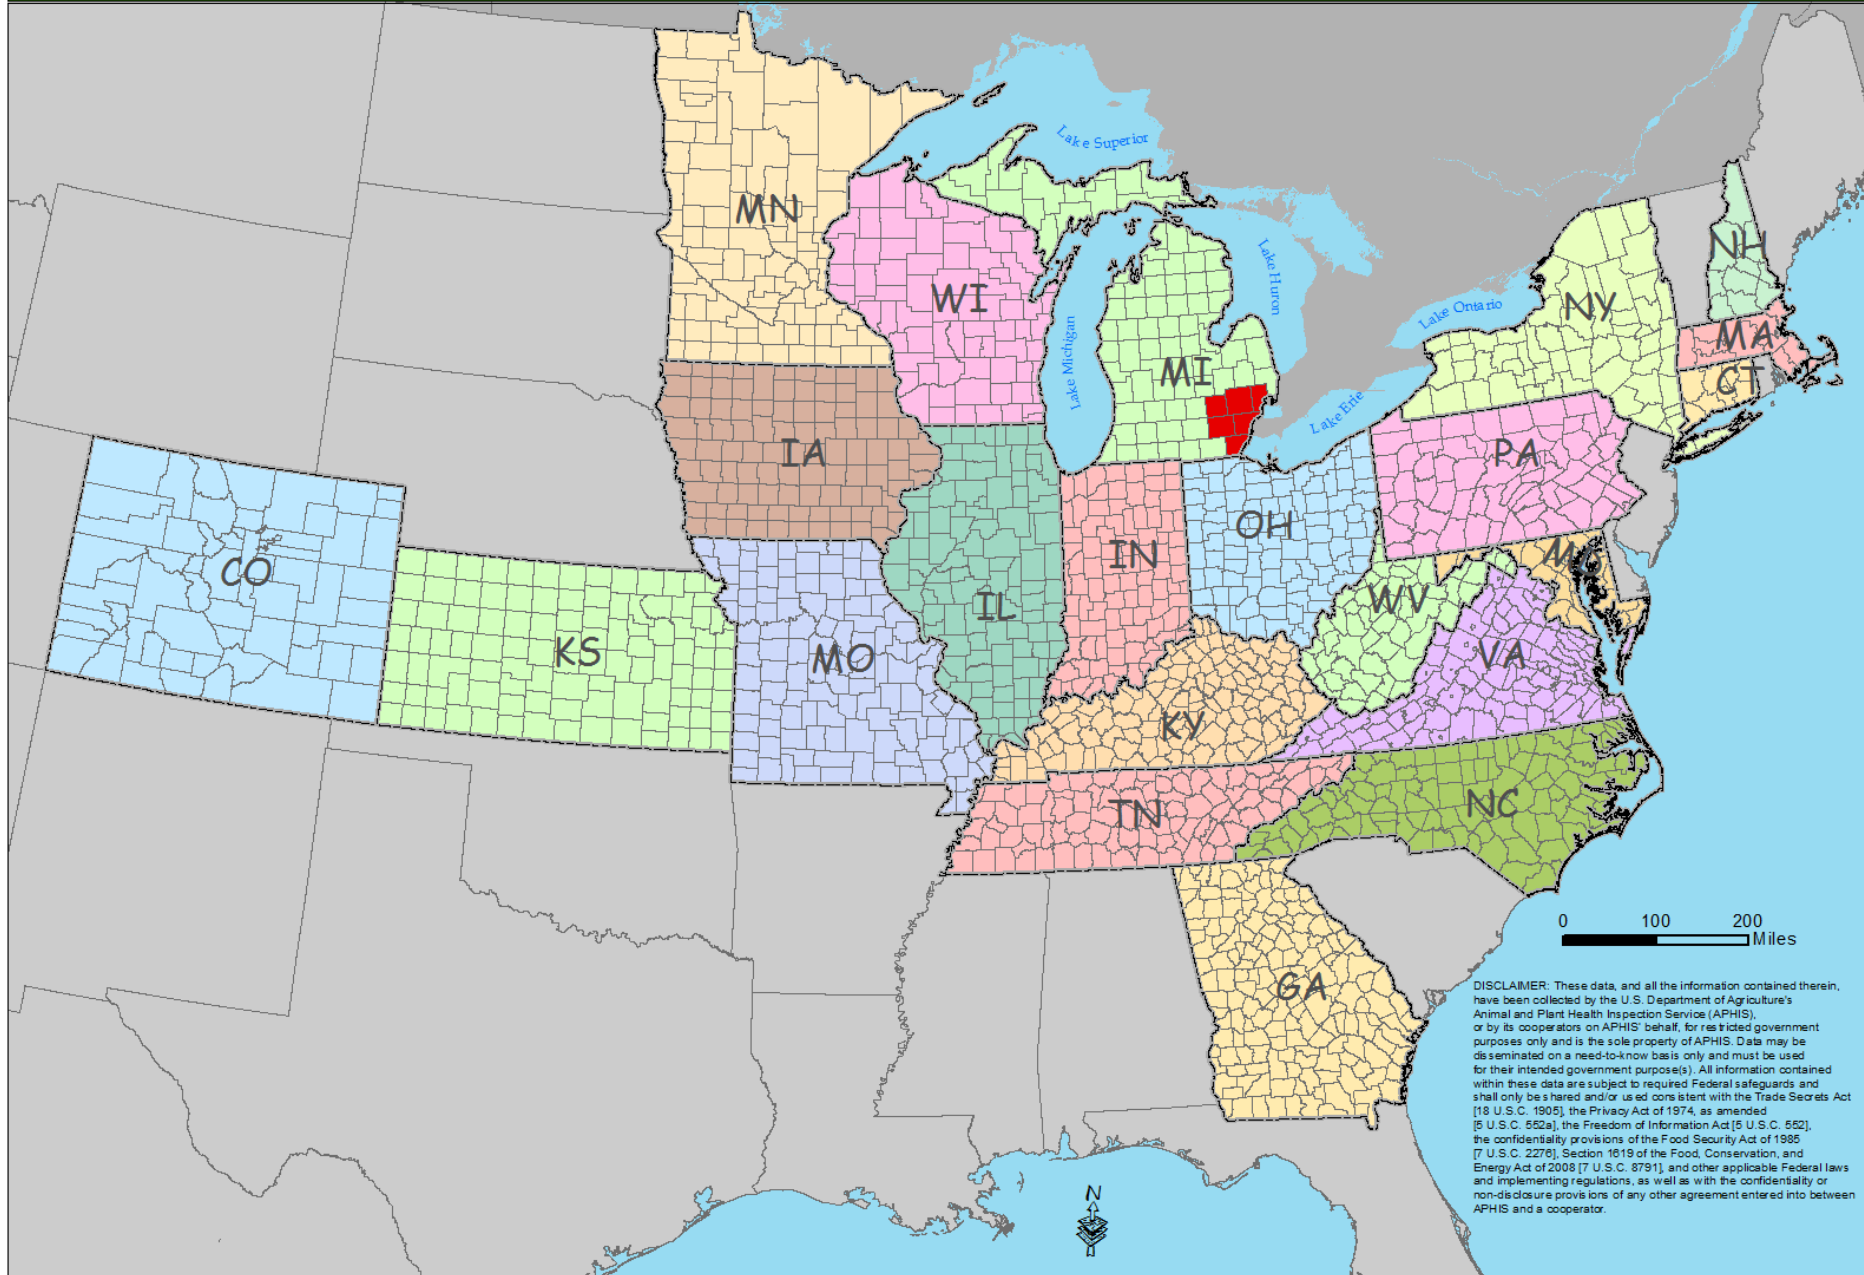 Lake Superior
MN
NH
WI
Lake Huron
NY
Lake Ontario
MA
Lake Michigan
MI
CT
Lake Erie
IA
PA
OH
IN
MD
CO
WV
IL
KS
MO
VA
KY
NC
TN
0 100 200
Miles
GA
DISCLAIMER: These data, and all the information contained therein,
have been collected by the U.S. Department of Agriculture's
Animal and Plant Health Inspection Service (APHIS),
or by its cooperators on APHIS' behalf, for restricted government
purposes only and is the sole property of APHIS. Data may be
disseminated on a need-to-know basis only and must be used
for their intended government purpose(s). All information contained
within these data are subject to required Federal safeguards and
shall only be shared and/or used consistent with the Trade Secrets Act
[18 U.S.C. 1905], the Privacy Act of 1974, as amended
[5 U.S.C. 552a], the Freedom of Information Act [5 U.S.C. 552],
the confidentiality provisions of the Food Security Act of 1985
[7 U.S.C. 2276], Section 1619 of the Food, Conservation, and
Energy Act of 2008 [7 U.S.C. 8791], and other applicable Federal laws
and implementing regulations, as well as with the confidentiality or
non-disclosure provisions of any other agreement entered into between
APHIS and a cooperator.
N